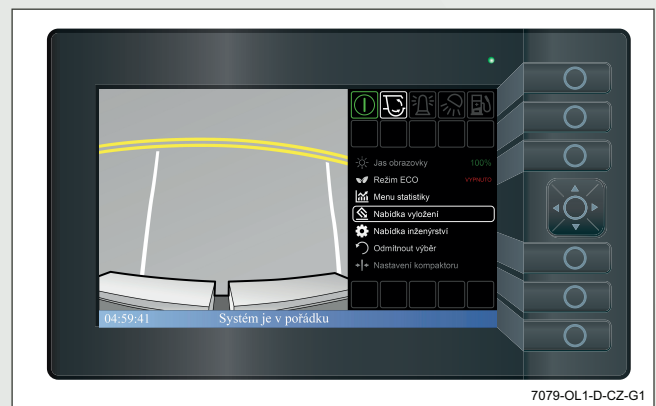 Jas obrazovky 100%
Režim ECO VYPNUTO
Menu statistiky
Nabídka vyložení
Nabídka inženýrství
Odmítnout výběr
Nastavení kompaktoru
04:59:41 Systém je v pořádku
7079-OL1-D-CZ-G1